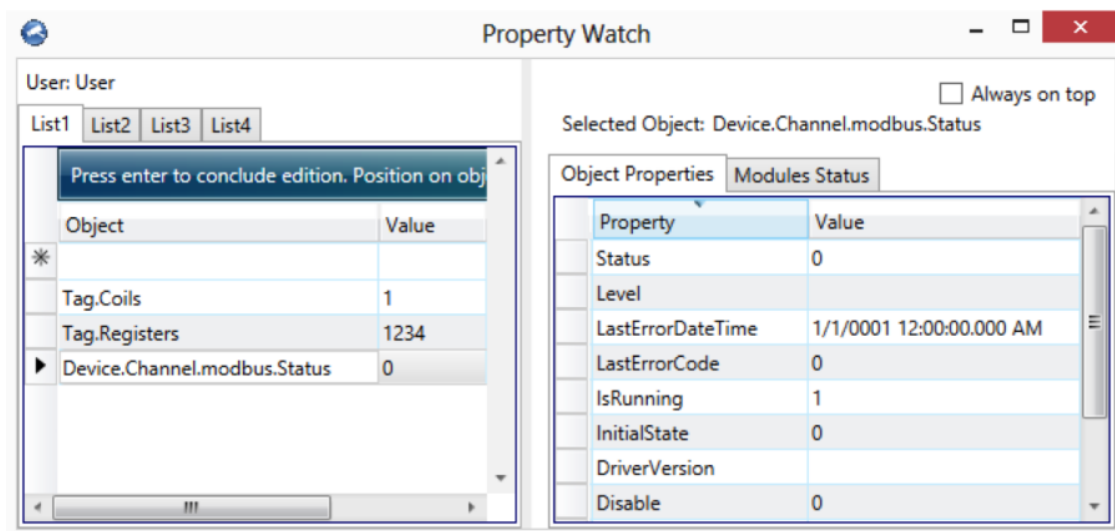 Property Watch
User: User
List1 List2 List3 List4
Press enter to conclude edition. Position on obj
Object Value
Tag.Coils 1
Tag.Registers 1234
Device.Channel.modbus.Status 0
Always on top
Selected Object: Device.Channel.modbus.Status
Object Properties Modules Status
Property Value
Status 0
Level
LastErrorDateTime 1/1/0001 12:00:00.000 AM
LastErrorCode 0
IsRunning 1
InitialState 0
DriverVersion
Disable 0